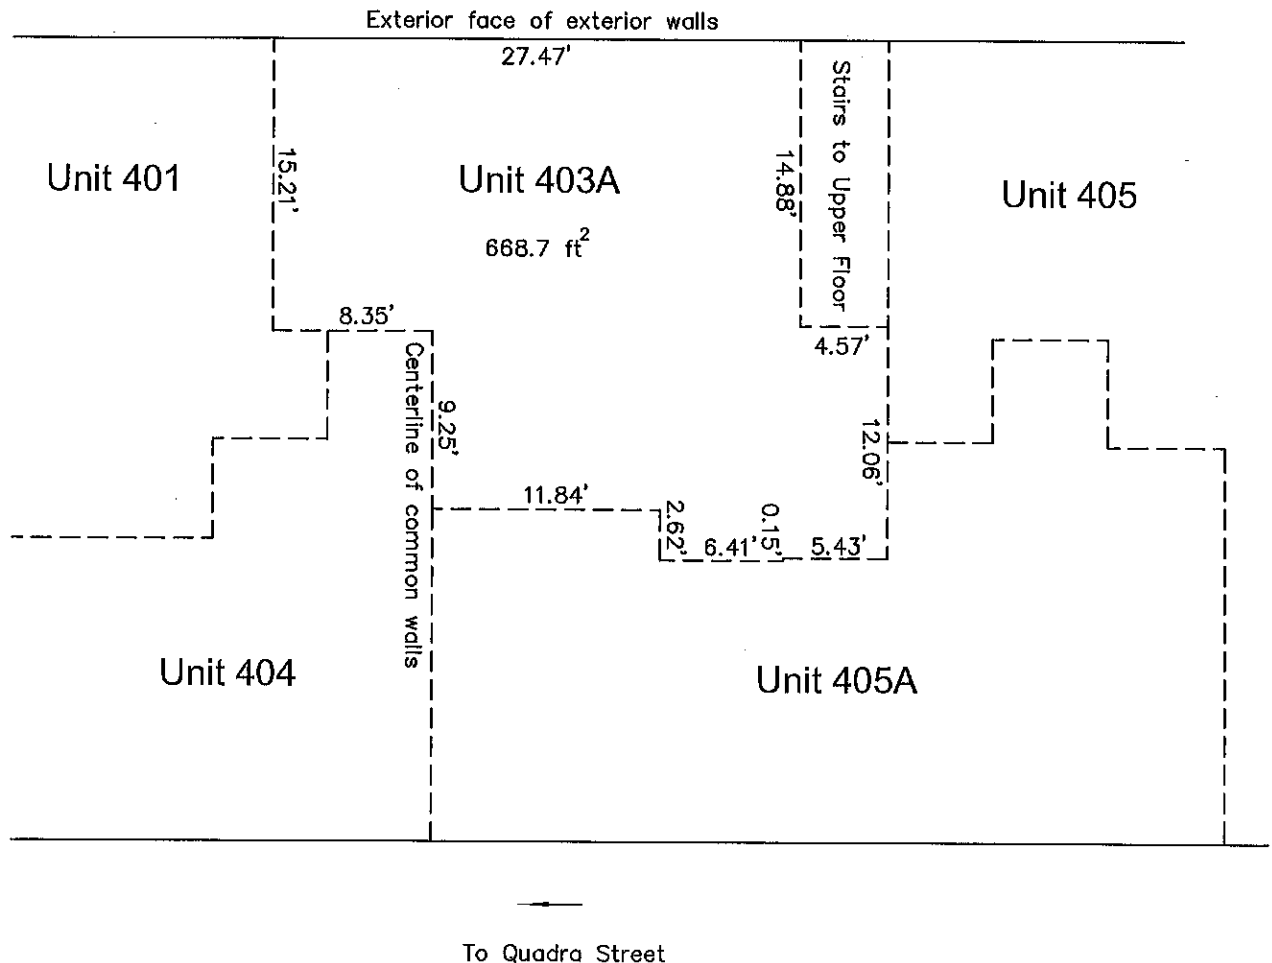 Exterior face of exterior walls
27.47'
Stairs to Upper Floor
Unit 401
15.21'
Unit 403A
14.88'
Unit 405
668.7 ft²
8.35'
4.57'
Centerline of common walls
9.25'
12.06'
11.84'
2.62'
6.41'
0.15'
5.43'
Unit 404
Unit 405A
To Quadra Street